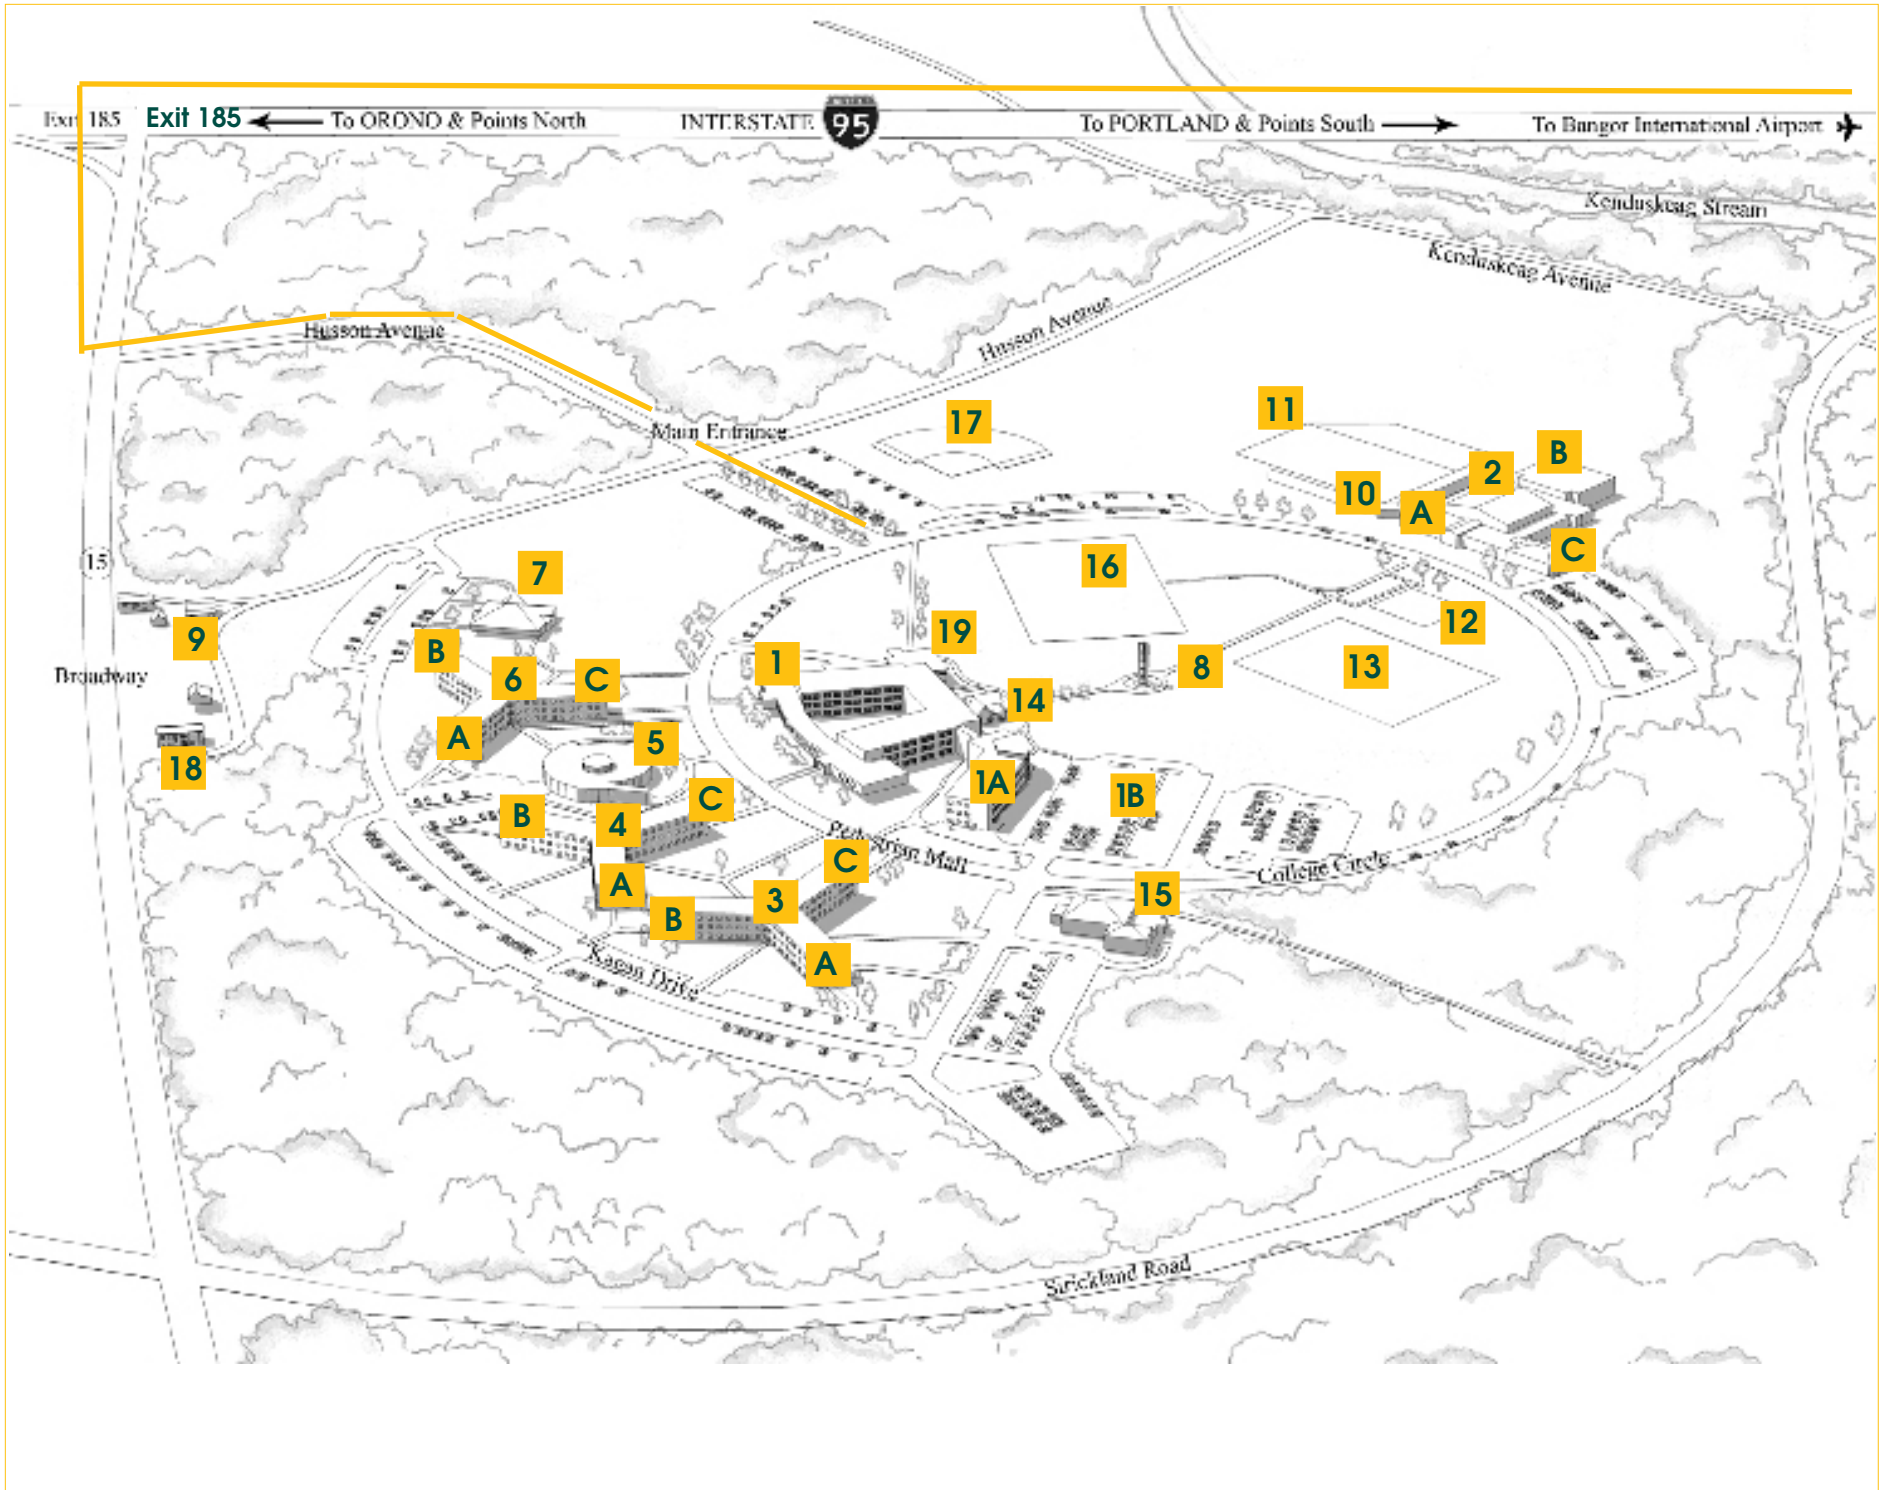 Exit 185
Exit 185
To ORONO & Points North
INTERSTATE
95
To PORTLAND & Points South
To Bangor International Airport
Kenduskeag Stream
Kenduskeag Avenue
Husson Avenue
Husson Avenue
Main Entrance
17
11
B
2
10
A
C
15
7
16
9
19
12
B
1
8
13
Broadway
6
C
14
A
5
18
1A
1B
C
B
4
Pedestrian Mall
C
College Circle
A
3
15
B
A
Kagan Drive
Strickland Road